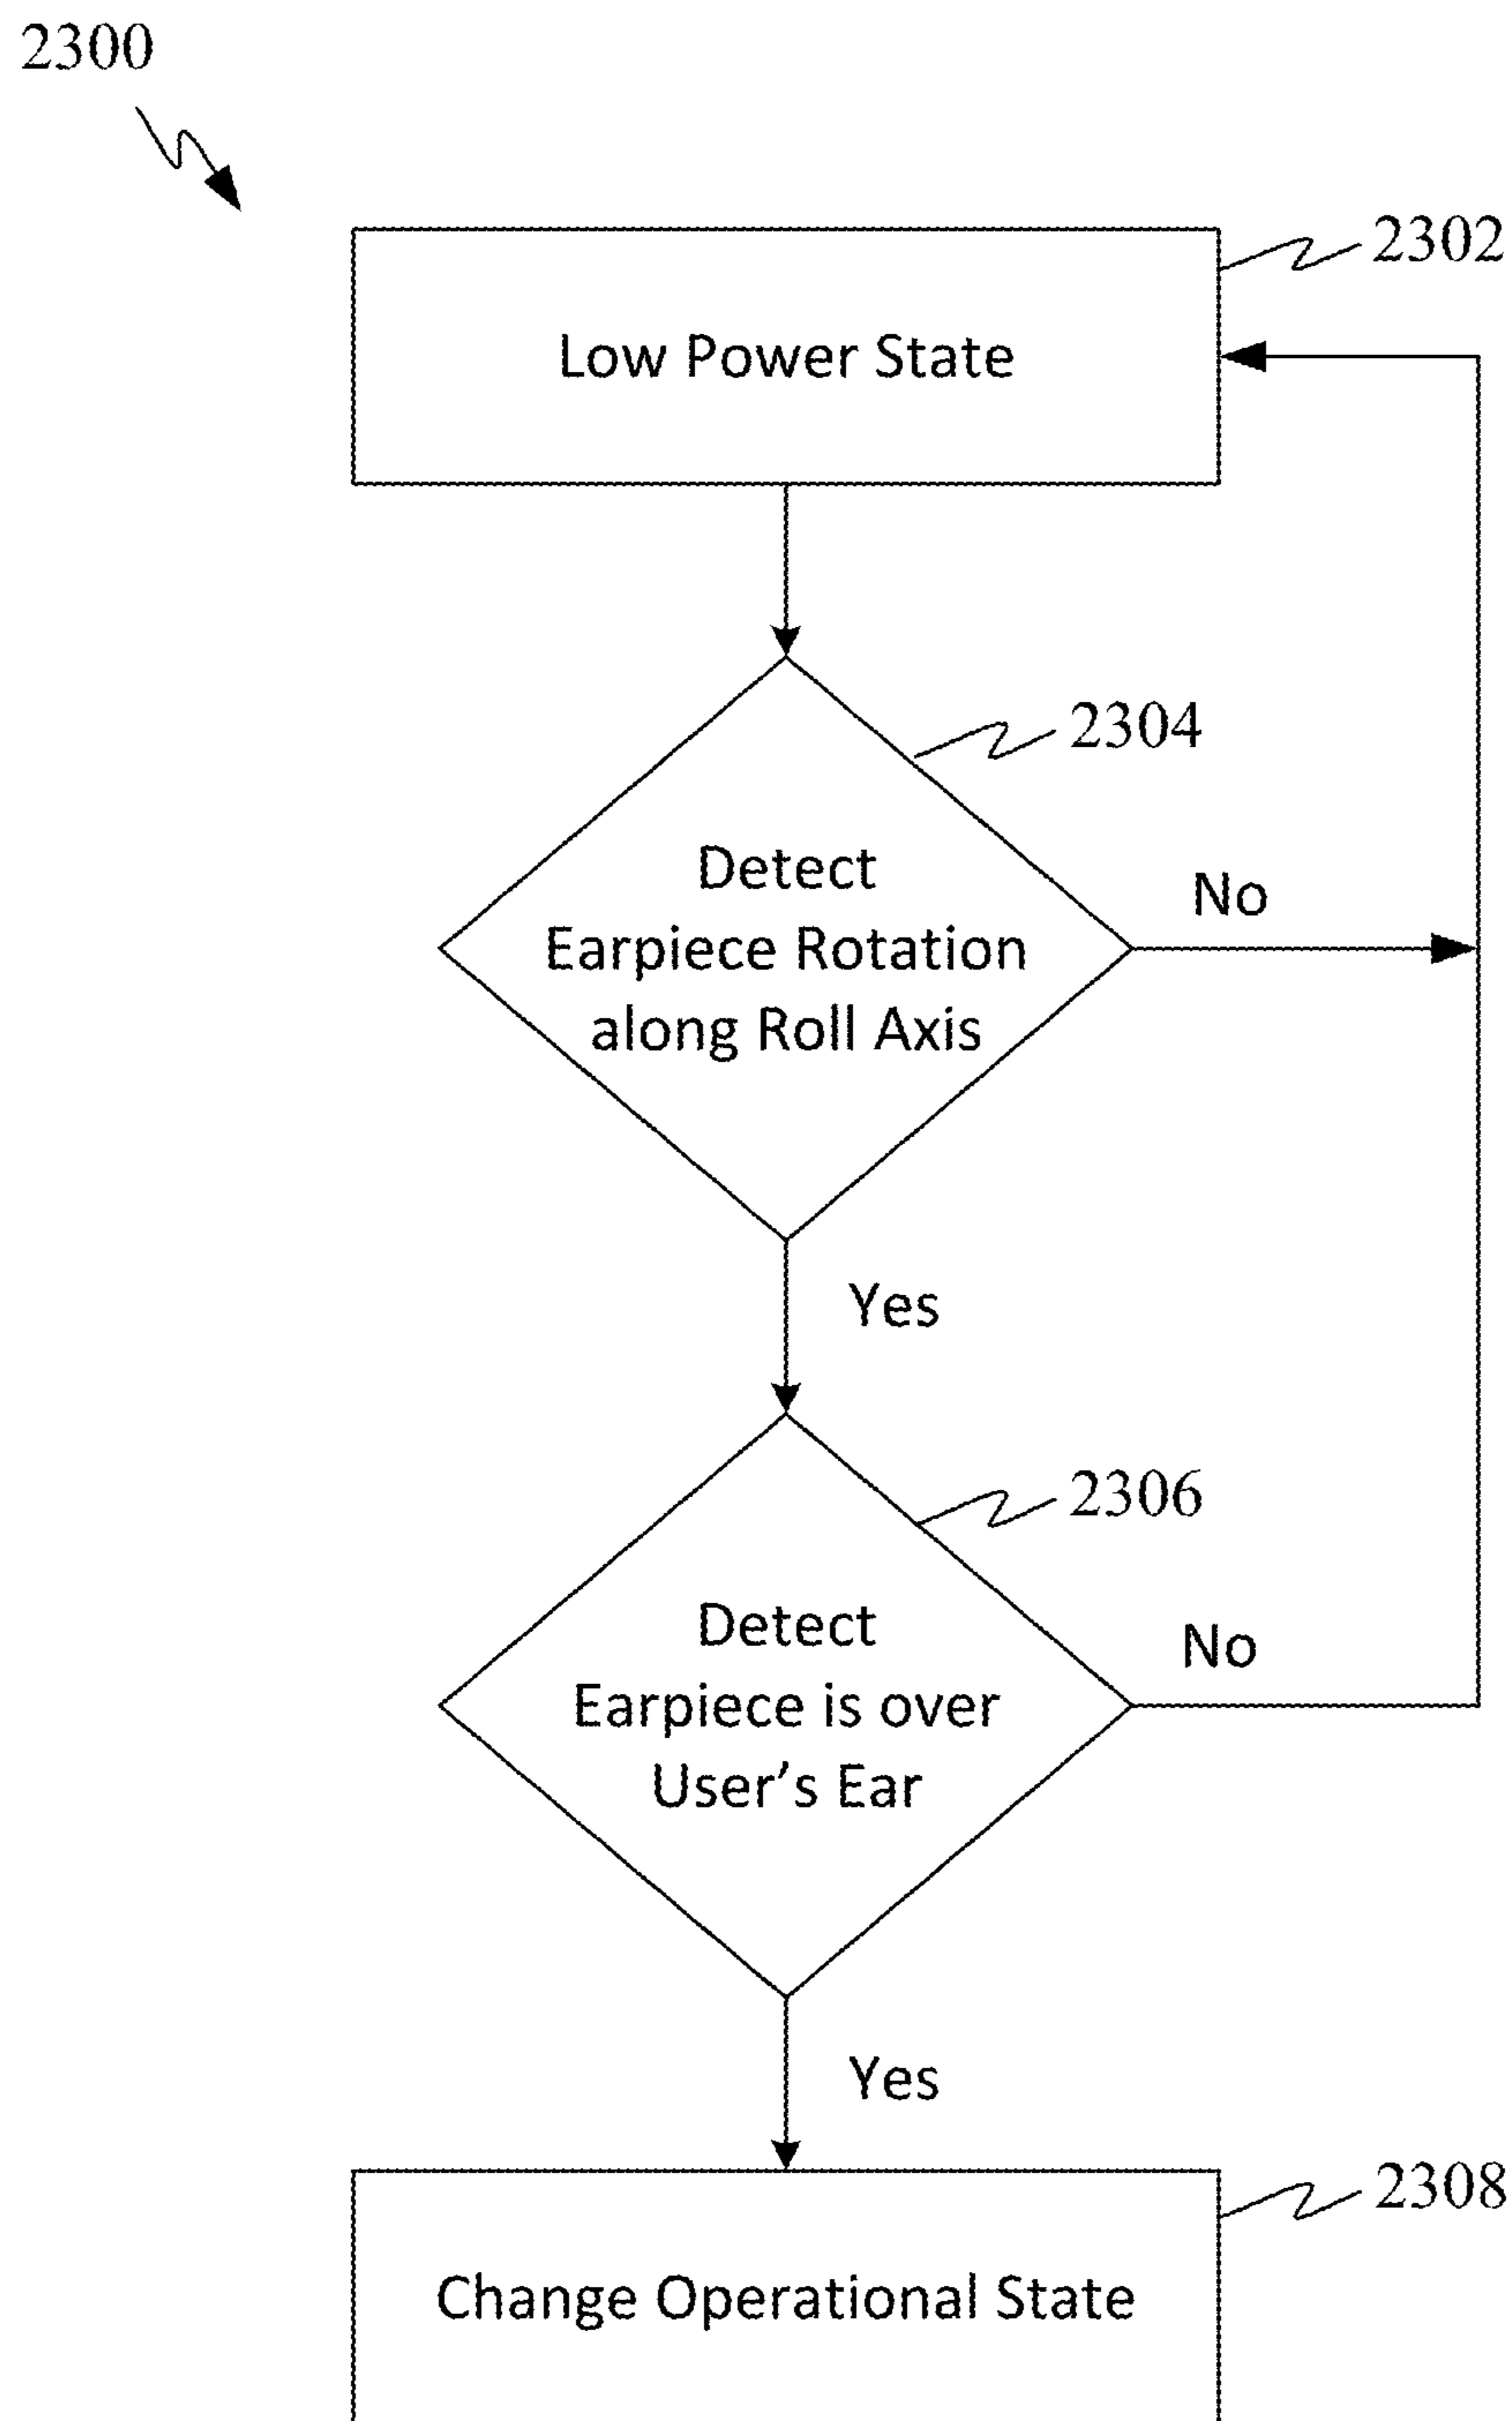 2300
2302
Low Power State
2304
Detect
Earpiece Rotation
along Roll Axis
No
Yes
2306
Detect
Earpiece is over
User's Ear
No
Yes
2308
Change Operational State